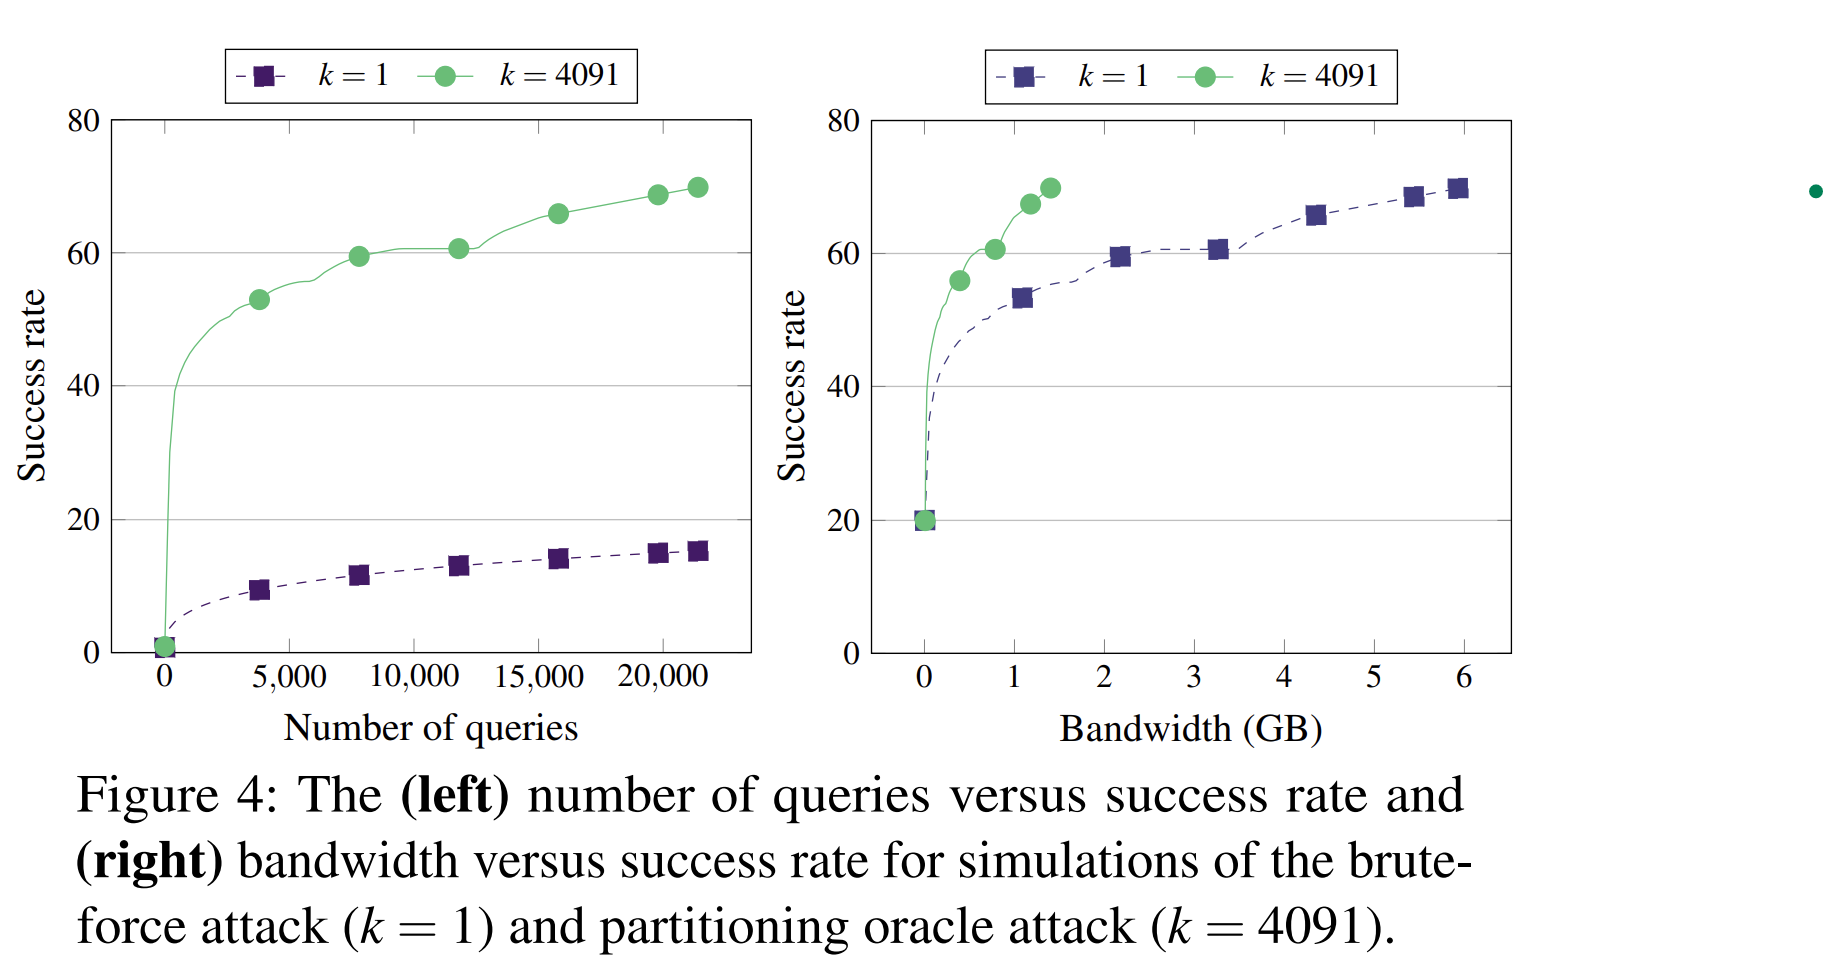 k = 1 k = 4091
80
60
40
20
0
0 5,000 10,000 15,000 20,000
Success rate
Number of queries
k = 1 k = 4091
80
60
40
20
0
0 1 2 3 4 5 6
Success rate
Bandwidth (GB)
Figure 4: The (left) number of queries versus success rate and
(right) bandwidth versus success rate for simulations of the brute-
force attack (k = 1) and partitioning oracle attack (k = 4091).